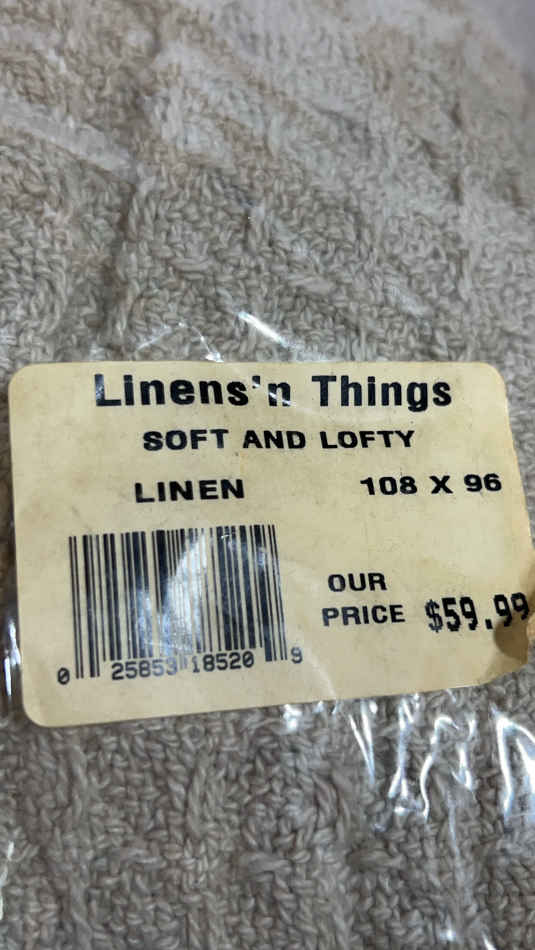 Linens'n Things
SOFT AND LOFTY
LINEN 108 X 96
OUR
PRICE $59.99
0 25853 18520 9